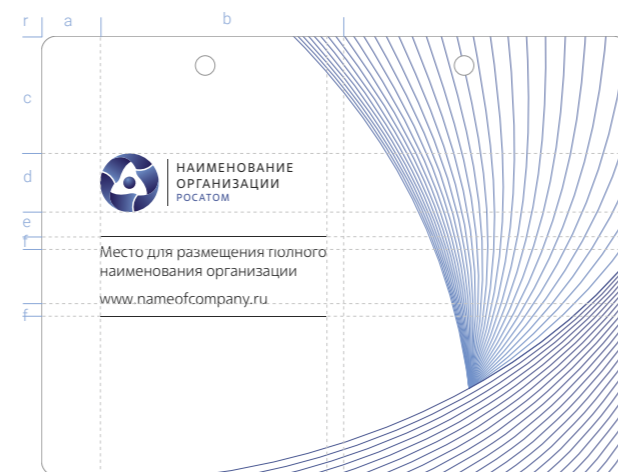 r a b
c
d
e
f
f
НАИМЕНОВАНИЕ
ОРГАНИЗАЦИИ
РОСАТОМ
Место для размещения полного
наименования организации
www.nameofcompany.ru